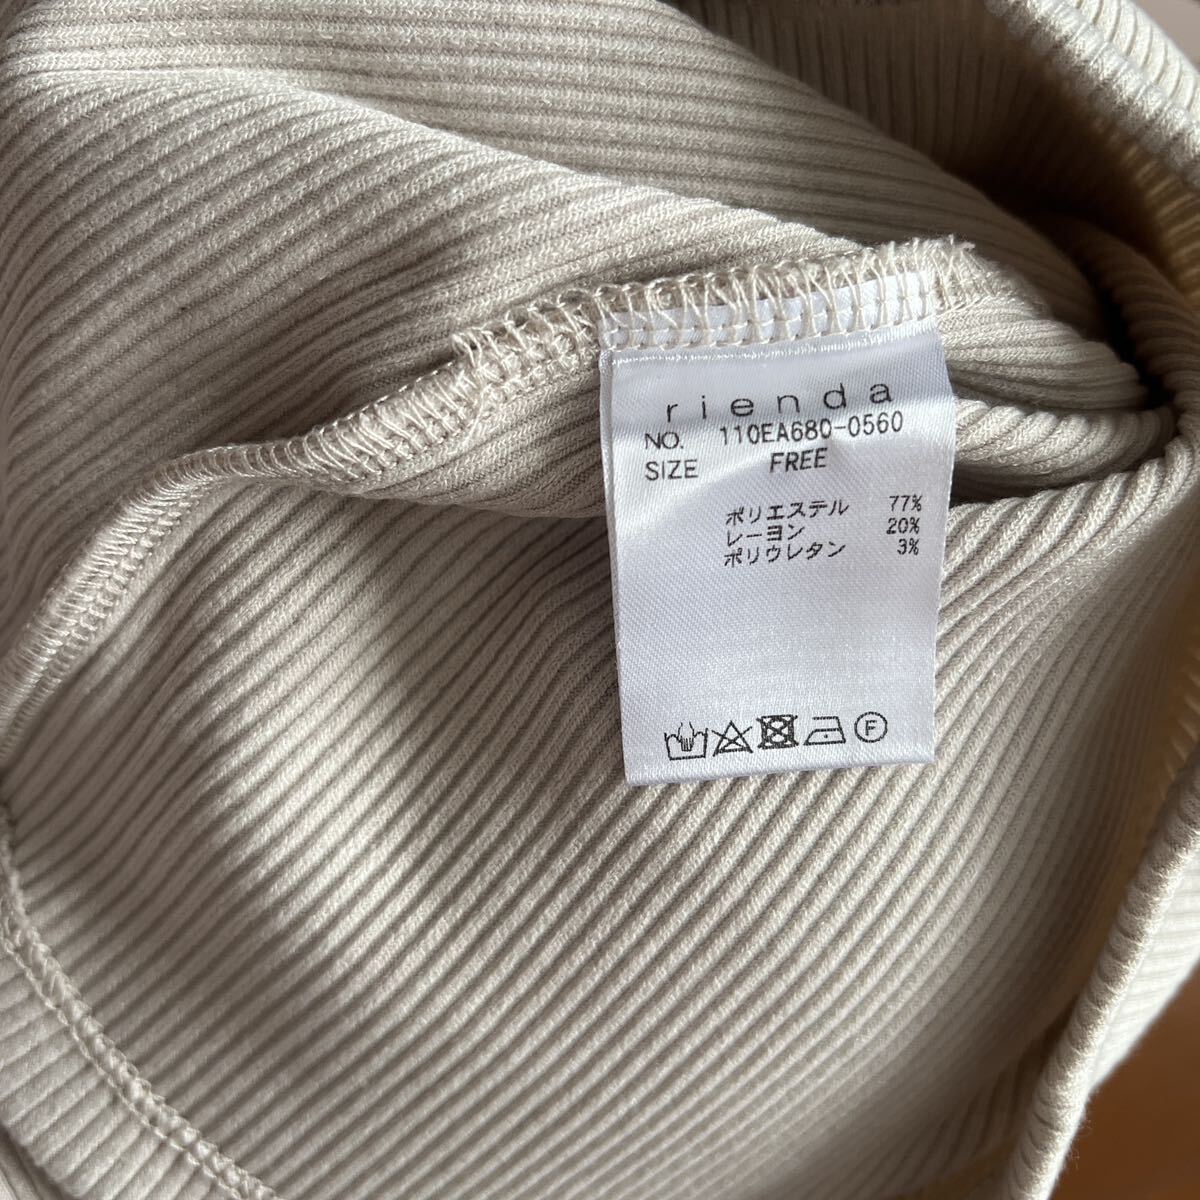 rienda
NO. 110EA680-0560
SIZE FREE
ポリエステル 77%
レーヨン 20%
ポリウレタン 3%
F